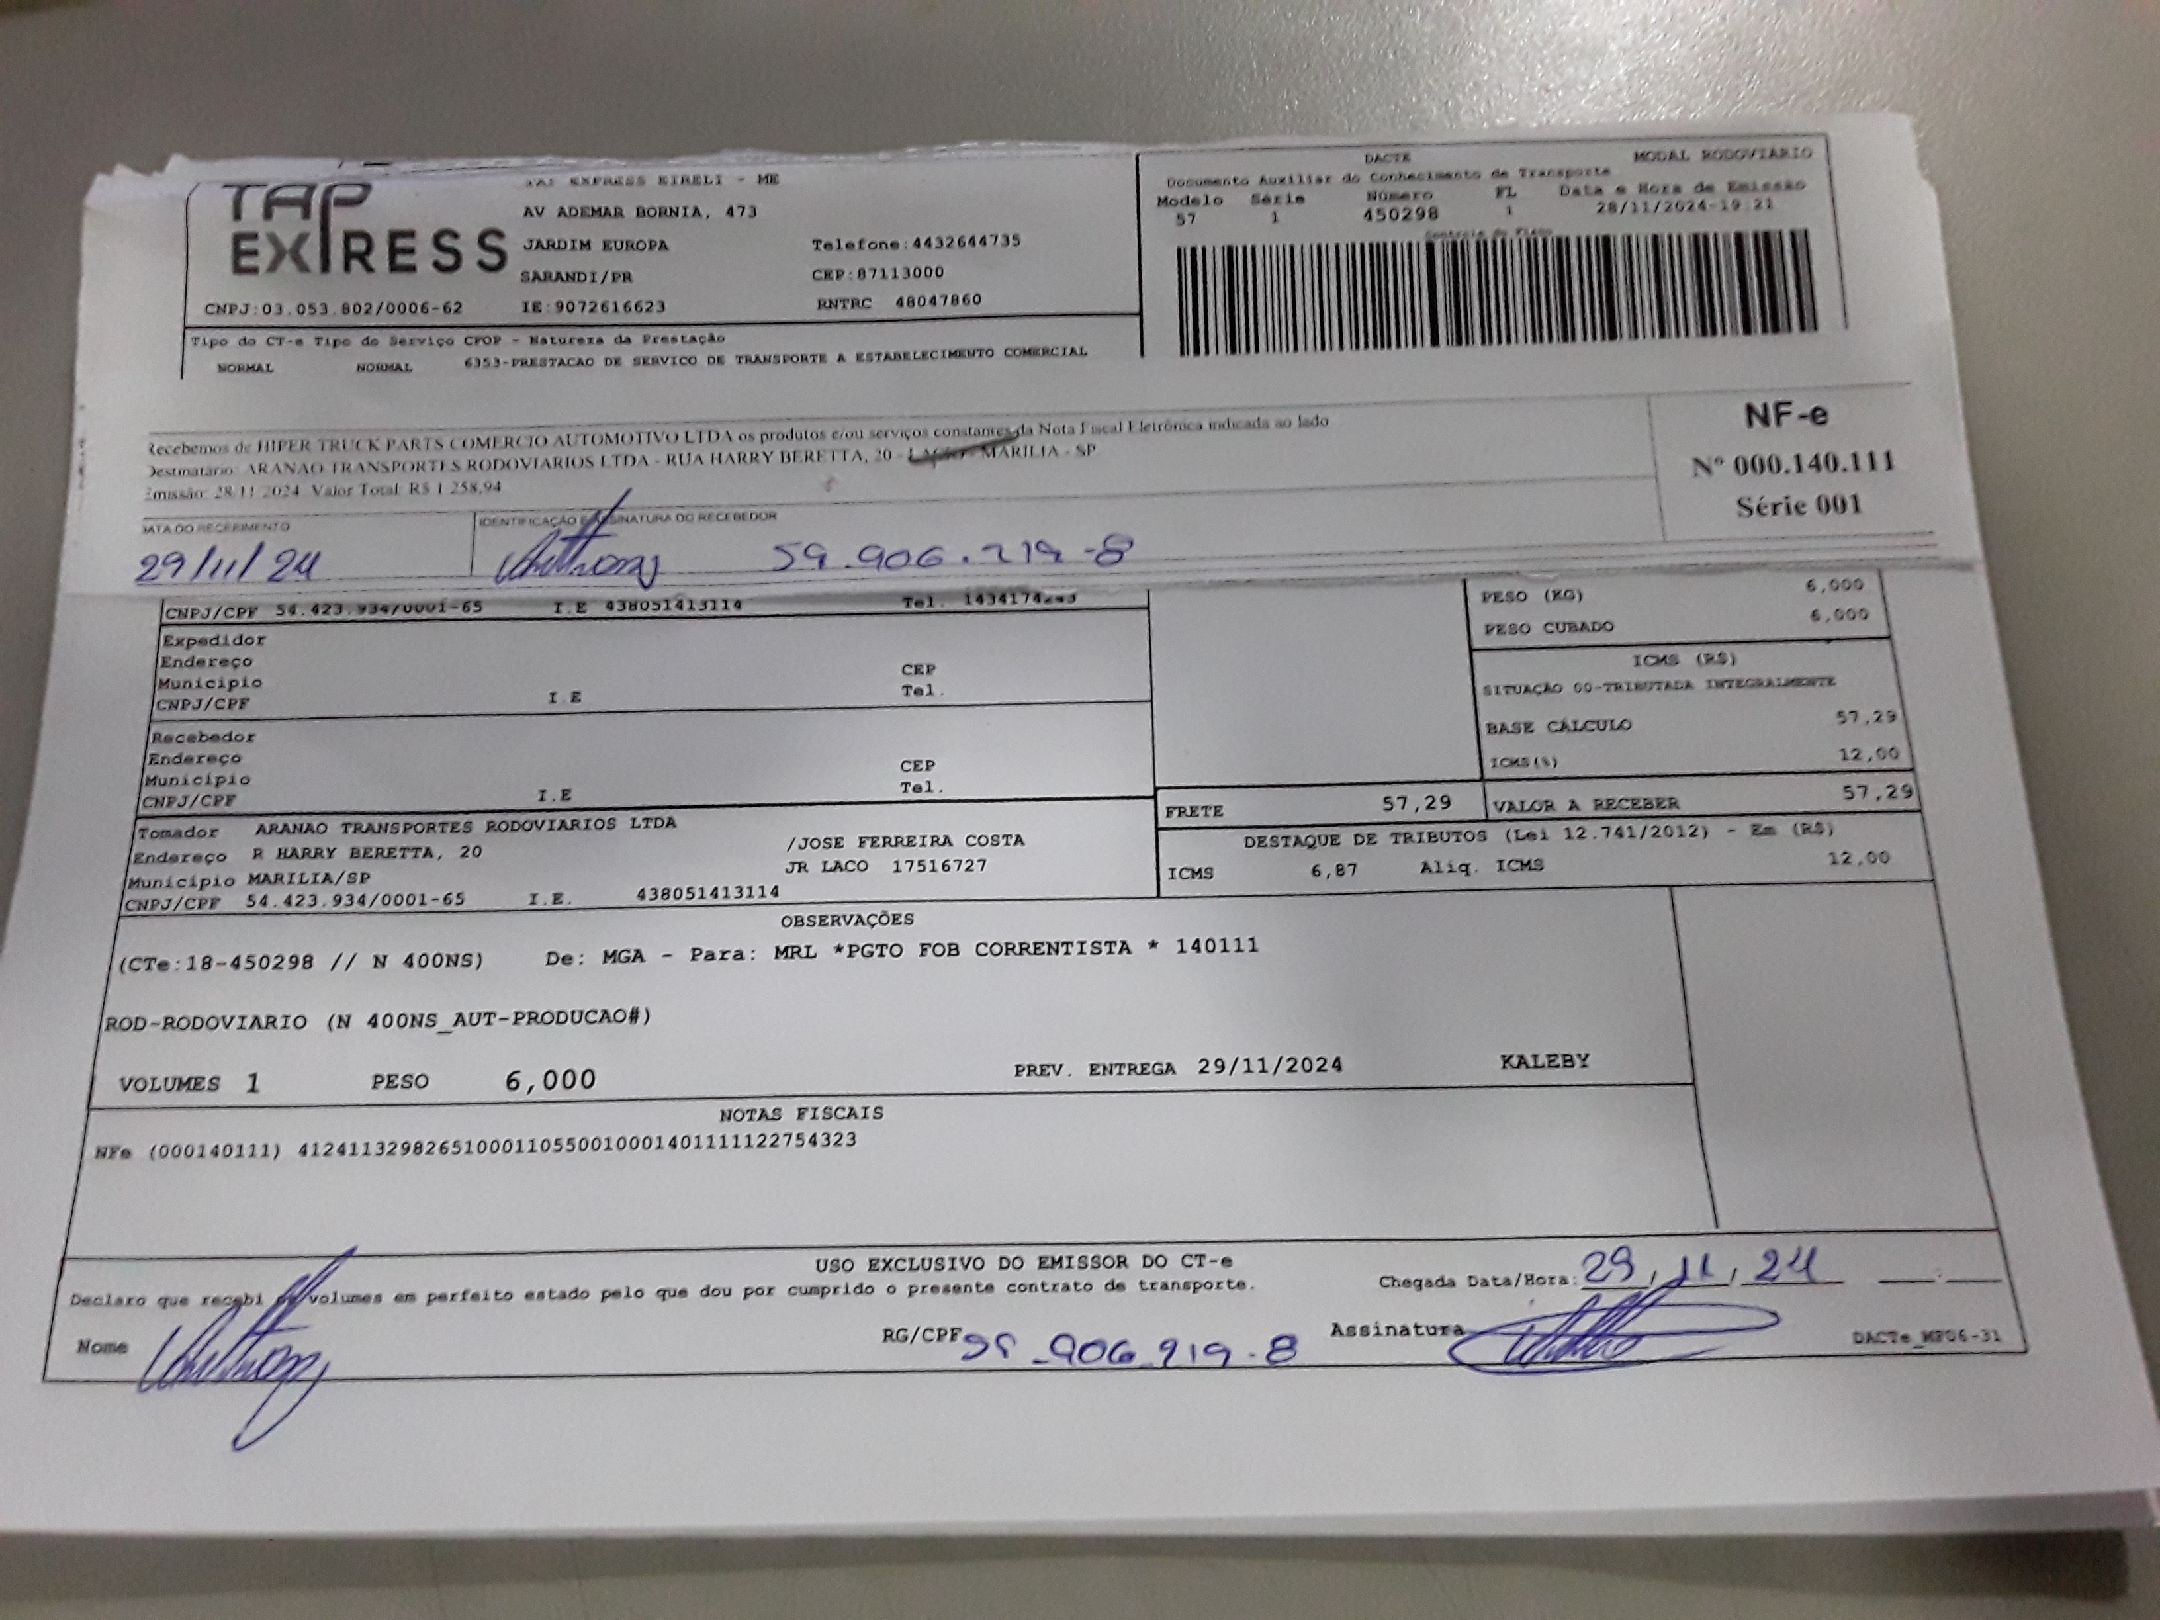 TAP
EXPRESS
TAP EXPRESS EIRELI - ME
AV ADEMAR BORNIA, 473
JARDIM EUROPA Telefone:4432644735
SARANDI/PR CEP:87113000
CNPJ:03.053.802/0006-62 IE:9072616623 RNTRC 48047860
DACTE MODAL RODOVIARIO
Documento Auxiliar do Conhecimento de Transporte
Modelo Série Número FL Data e Hora de Emissão
57 1 450298 1 28/11/2024-19:21
Controle do Fisco
Tipo do CT-e Tipo do Serviço CFOP - Natureza da Prestação
NORMAL NORMAL 6353-PRESTACAO DE SERVICO DE TRANSPORTE A ESTABELECIMENTO COMERCIAL
Recebemos de HIPER TRUCK PARTS COMERCIO AUTOMOTIVO LTDA os produtos e/ou serviços constantes da Nota Fiscal Eletrônica indicada ao lado
Destinatário: ARANAO TRANSPORTES RODOVIARIOS LTDA - RUA HARRY BERETTA, 20 - MARILIA - SP
Emissão: 28/11/2024 Valor Total: R$ 1.258,94
NF-e
Nº 000.140.111
Série 001
DATA DO RECEBIMENTO IDENTIFICAÇÃO E ASSINATURA DO RECEBEDOR
29/11/24 Anthony 59.906.219-8
CNPJ/CPF 54.423.934/0001-65 I.E 438051413114 Tel.
PESO (KG) 6,000
PESO CUBADO 6,000
Expedidor
Endereço CEP
Município Tel.
CNPJ/CPF I.E
ICMS (R$)
SITUAÇÃO 00-TRIBUTADA INTEGRALMENTE
BASE CÁLCULO 57,29
ICMS(%) 12,00
Recebedor
Endereço CEP
Município Tel.
CNPJ/CPF I.E
FRETE 57,29 VALOR A RECEBER 57,29
Tomador ARANAO TRANSPORTES RODOVIARIOS LTDA
Endereço R HARRY BERETTA, 20 /JOSE FERREIRA COSTA
Município MARILIA/SP JR LACO 17516727
CNPJ/CPF 54.423.934/0001-65 I.E. 438051413114
DESTAQUE DE TRIBUTOS (Lei 12.741/2012) - Em (R$)
ICMS 6,87 Aliq. ICMS 12,00
OBSERVAÇÕES
(CTe:18-450298 // N 400NS) De: MGA - Para: MRL *PGTO FOB CORRENTISTA * 140111
ROD-RODOVIARIO (N 400NS_AUT-PRODUCAO#)
VOLUMES 1 PESO 6,000 PREV. ENTREGA 29/11/2024 KALEBY
NOTAS FISCAIS
NFe (000140111) 41241132982651000110550010001401111122754323
USO EXCLUSIVO DO EMISSOR DO CT-e
Declaro que recebi os volumes em perfeito estado pelo que dou por cumprido o presente contrato de transporte.
Chegada Data/Hora: 29/11/24
Nome Anthony RG/CPF 59.906.919-8 Assinatura
DACTe_MP06-31